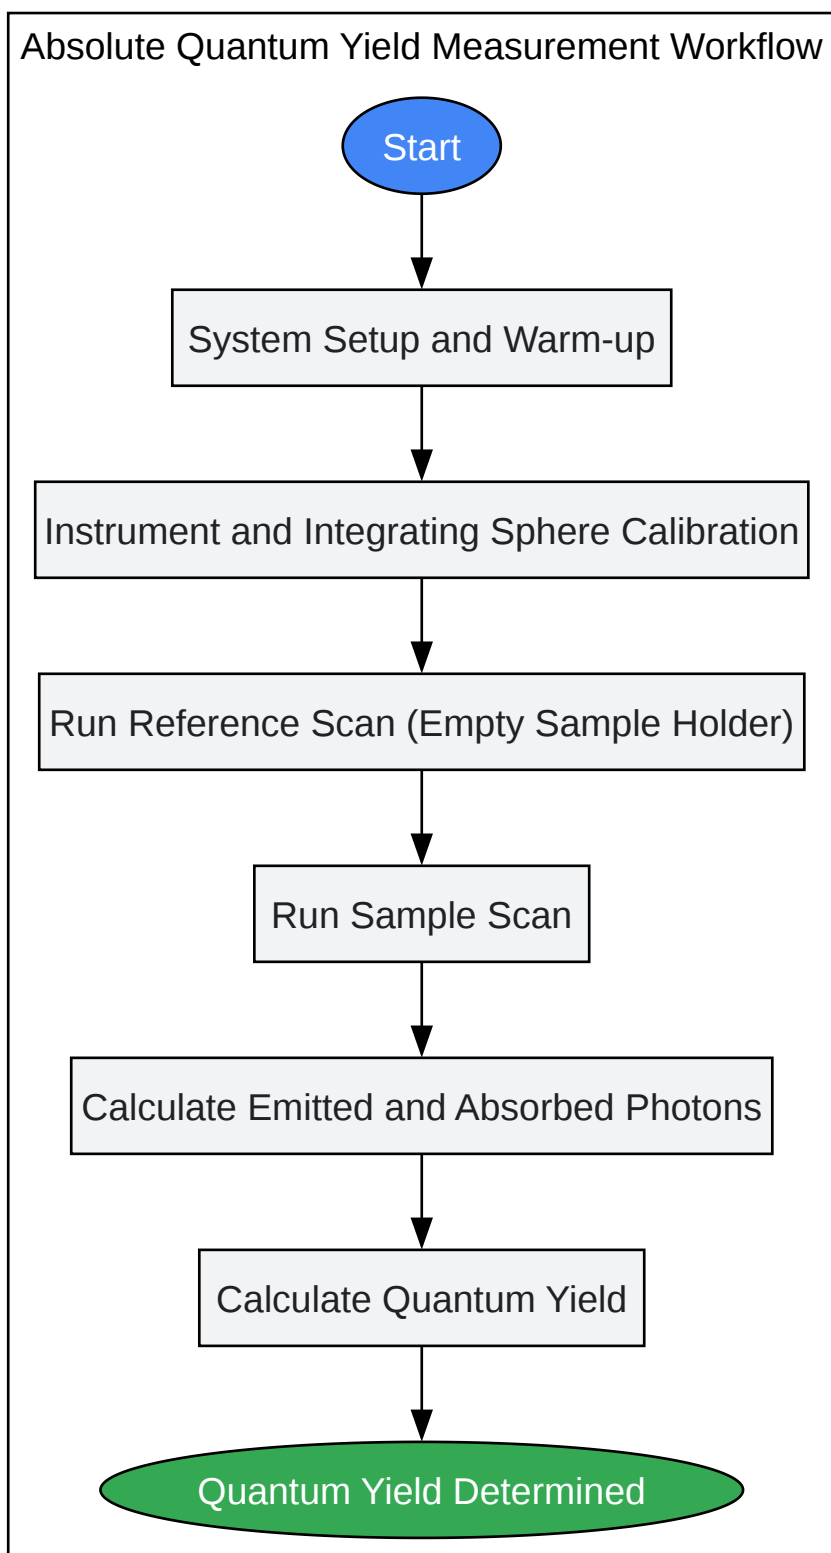 Absolute Quantum Yield Measurement Workflow
Start
System Setup and Warm-up
Instrument and Integrating Sphere Calibration
Run Reference Scan (Empty Sample Holder)
Run Sample Scan
Calculate Emitted and Absorbed Photons
Calculate Quantum Yield
Quantum Yield Determined